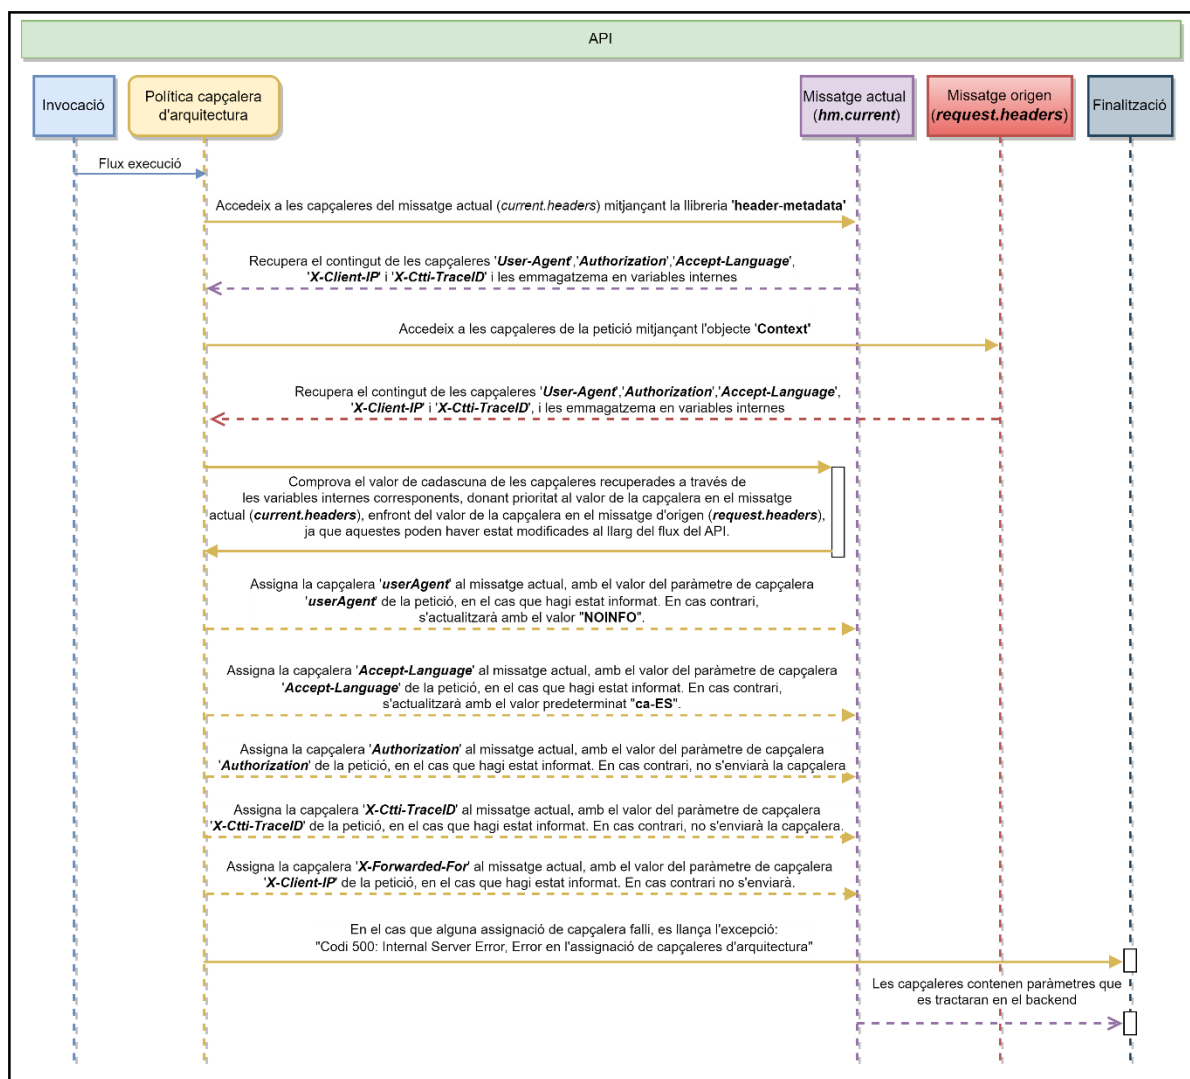 API
Invocació
Política capçalera
d'arquitectura
Missatge actual
(hm.current)
Missatge origen
(request.headers)
Finalització
Flux execució
Accedeix a les capçaleres del missatge actual (current.headers) mitjançant la llibreria 'header-metadata'
Recupera el contingut de les capçaleres 'User-Agent','Authorization','Accept-Language',
'X-Client-IP' i 'X-Ctti-TraceID' i les emmagatzema en variables internes
Accedeix a les capçaleres de la petició mitjançant l'objecte 'Context'
Recupera el contingut de les capçaleres 'User-Agent','Authorization','Accept-Language',
'X-Client-IP' i 'X-Ctti-TraceID', i les emmagatzema en variables internes
Comprova el valor de cadascuna de les capçaleres recuperades a través de
les variables internes corresponents, donant prioritat al valor de la capçalera en el missatge
actual (current.headers), enfront del valor de la capçalera en el missatge d'origen (request.headers),
ja que aquestes poden haver estat modificades al llarg del flux del API.
Assigna la capçalera 'userAgent' al missatge actual, amb el valor del paràmetre de capçalera
'userAgent' de la petició, en el cas que hagi estat informat. En cas contrari,
s'actualitzarà amb el valor "NOINFO".
Assigna la capçalera 'Accept-Language' al missatge actual, amb el valor del paràmetre de capçalera
'Accept-Language' de la petició, en el cas que hagi estat informat. En cas contrari,
s'actualitzarà amb el valor predeterminat "ca-ES".
Assigna la capçalera 'Authorization' al missatge actual, amb el valor del paràmetre de capçalera
'Authorization' de la petició, en el cas que hagi estat informat. En cas contrari, no s'enviarà la capçalera
Assigna la capçalera 'X-Ctti-TraceID' al missatge actual, amb el valor del paràmetre de capçalera
'X-Ctti-TraceID' de la petició, en el cas que hagi estat informat. En cas contrari, no s'enviarà la capçalera.
Assigna la capçalera 'X-Forwarded-For' al missatge actual, amb el valor del paràmetre de capçalera
'X-Client-IP' de la petició, en el cas que hagi estat informat. En cas contrari no s'enviarà.
En el cas que alguna assignació de capçalera falli, es llança l'excepció:
"Codi 500: Internal Server Error, Error en l'assignació de capçaleres d'arquitectura"
Les capçaleres contenen paràmetres que
es tractaran en el backend